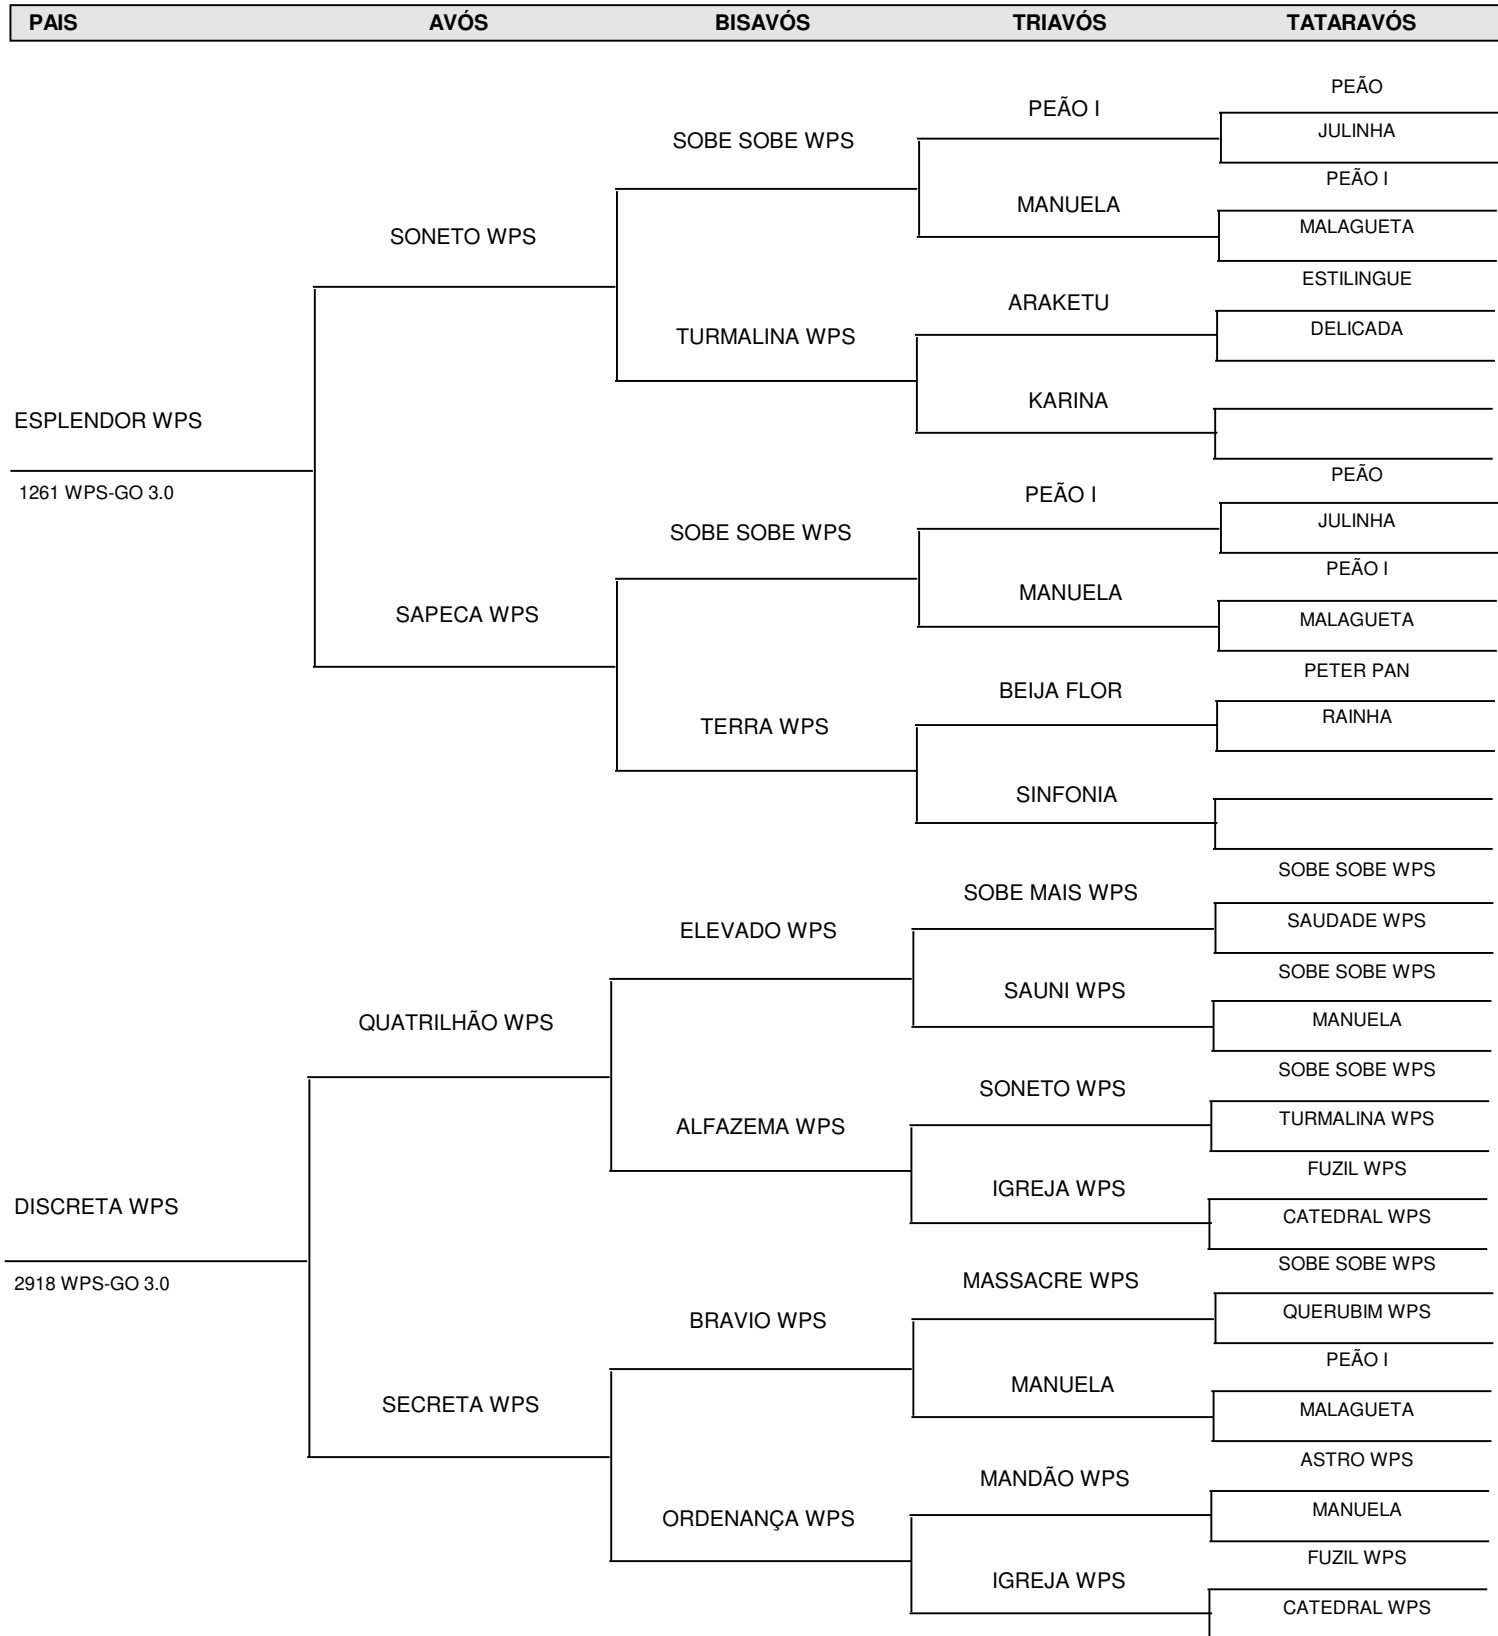 PAIS AVÓS BISAVÓS TRIAVÓS TATARAVÓS
PEÃO
PEÃO I
JULINHA
SOBE SOBE WPS
PEÃO I
MANUELA
MALAGUETA
SONETO WPS
ESTILINGUE
ARAKETU
DELICADA
TURMALINA WPS
KARINA
ESPLENDOR WPS
1261 WPS-GO 3.0
PEÃO
PEÃO I
JULINHA
SOBE SOBE WPS
PEÃO I
MANUELA
MALAGUETA
SAPECA WPS
PETER PAN
BEIJA FLOR
RAINHA
TERRA WPS
SINFONIA
SOBE SOBE WPS
SOBE MAIS WPS
SAUDADE WPS
ELEVADO WPS
SOBE SOBE WPS
SAUNI WPS
MANUELA
QUATRILHÃO WPS
SOBE SOBE WPS
SONETO WPS
TURMALINA WPS
ALFAZEMA WPS
FUZIL WPS
IGREJA WPS
CATEDRAL WPS
DISCRETA WPS
2918 WPS-GO 3.0
SOBE SOBE WPS
MASSACRE WPS
QUERUBIM WPS
BRAVIO WPS
PEÃO I
MANUELA
MALAGUETA
SECRETA WPS
ASTRO WPS
MANDÃO WPS
MANUELA
ORDENANÇA WPS
FUZIL WPS
IGREJA WPS
CATEDRAL WPS